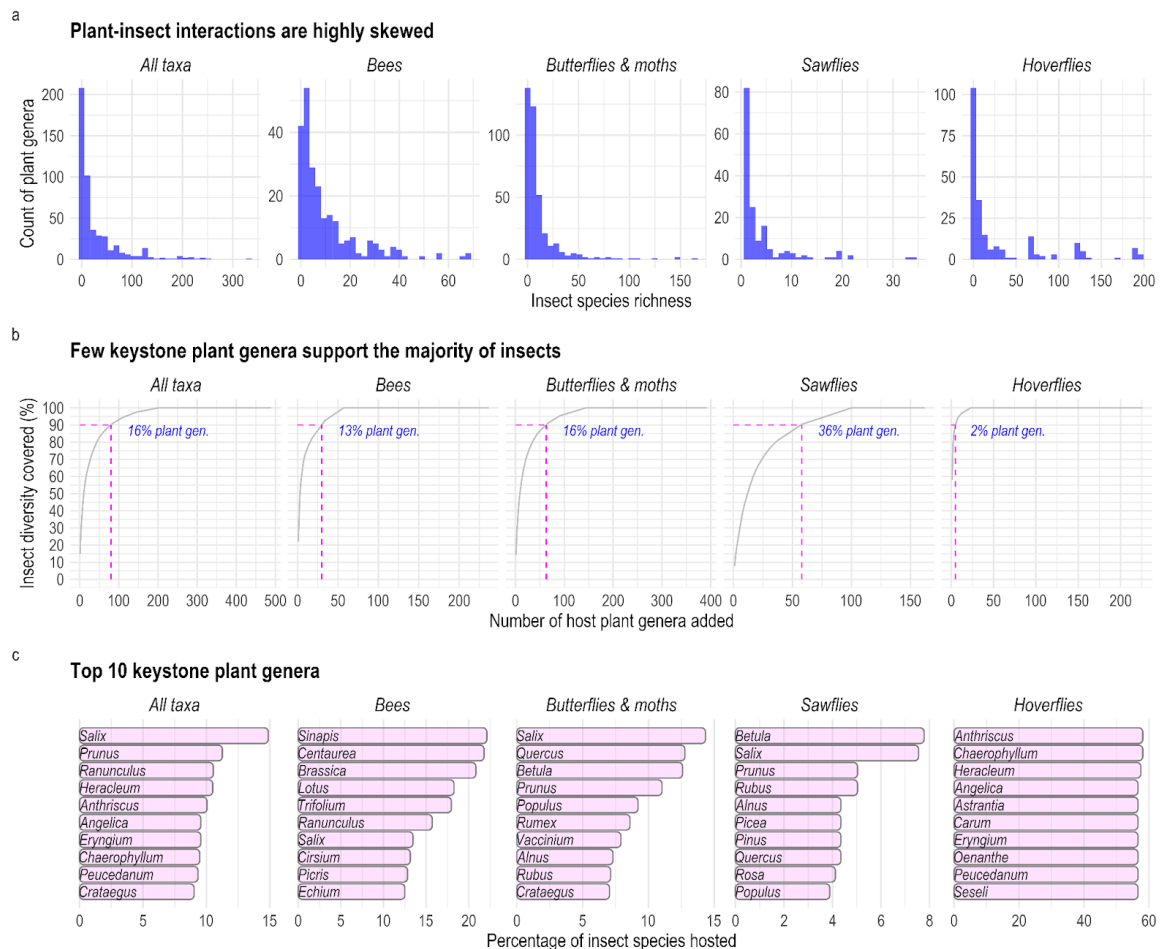 a
Plant-insect interactions are highly skewed
All taxa
Bees
Butterflies & moths
Sawflies
Hoverflies
Count of plant genera
200
150
100
50
0
0 100 200 300
40
20
0
0 20 40 60
100
50
0
0 50 100 150
80
60
40
20
0
0 10 20 30
100
75
50
25
0
0 50 100 150 200
Insect species richness
b
Few keystone plant genera support the majority of insects
All taxa
Bees
Butterflies & moths
Sawflies
Hoverflies
Insect diversity covered (%)
100
90
80
70
60
50
40
30
20
10
0
16% plant gen.
13% plant gen.
16% plant gen.
36% plant gen.
2% plant gen.
0 100 200 300 400 500
0 50 100 150 200
0 100 200 300 400
0 50 100 150
0 50 100 150 200
Number of host plant genera added
c
Top 10 keystone plant genera
All taxa
Salix
Prunus
Ranunculus
Heracleum
Anthriscus
Angelica
Eryngium
Chaerophyllum
Peucedanum
Crataegus
0 5 10 15
Bees
Sinapis
Centaurea
Brassica
Lotus
Trifolium
Ranunculus
Salix
Cirsium
Picris
Echium
0 5 10 15 20
Butterflies & moths
Salix
Quercus
Betula
Prunus
Populus
Rumex
Vaccinium
Alnus
Rubus
Crataegus
0 5 10 15
Sawflies
Betula
Salix
Prunus
Rubus
Alnus
Picea
Pinus
Quercus
Rosa
Populus
0 2 4 6 8
Hoverflies
Anthriscus
Chaerophyllum
Heracleum
Angelica
Astrantia
Carum
Eryngium
Oenanthe
Peucedanum
Seseli
0 20 40 60
Percentage of insect species hosted